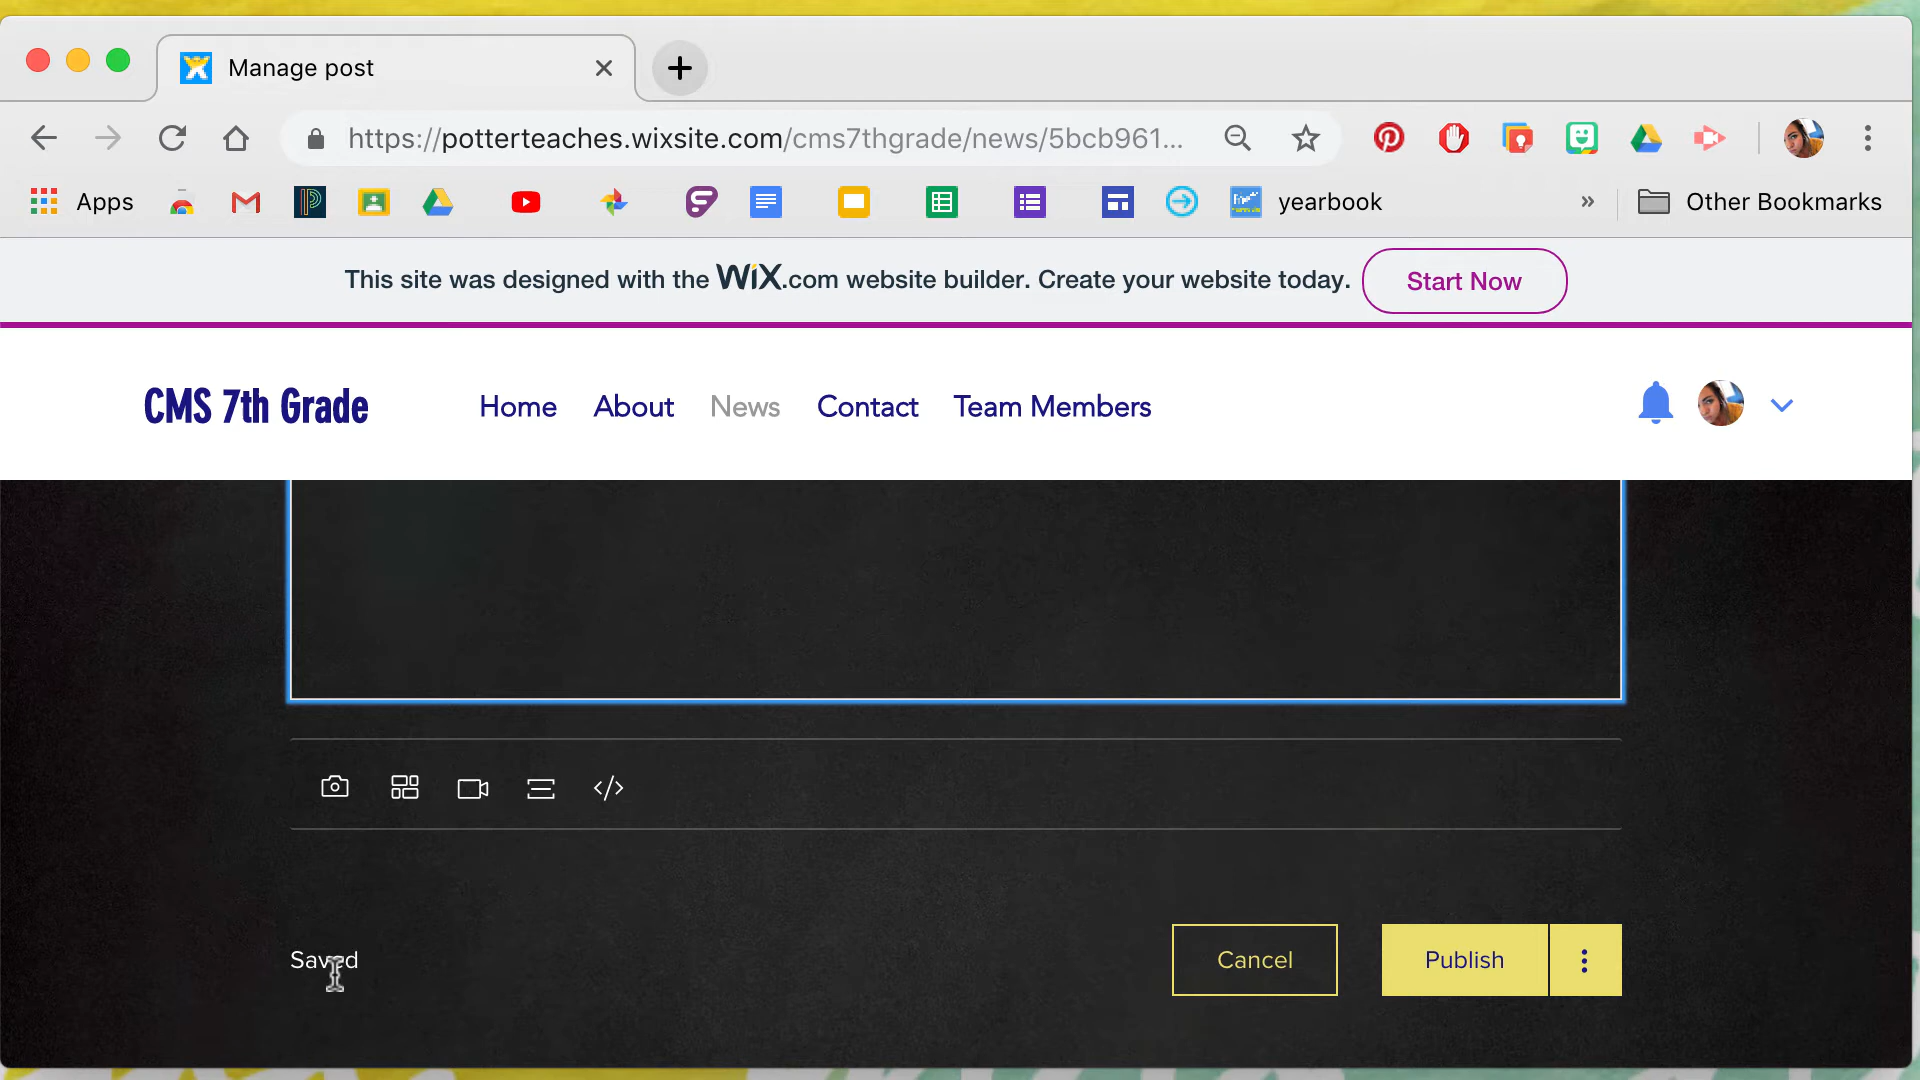 Manage post
https://potterteaches.wixsite.com/cms7thgrade/news/5bcb961...
Apps
yearbook
»
Other Bookmarks
This site was designed with the WiX.com website builder. Create your website today.
Start Now
CMS 7th Grade
Home
About
News
Contact
Team Members
Saved
Cancel
Publish